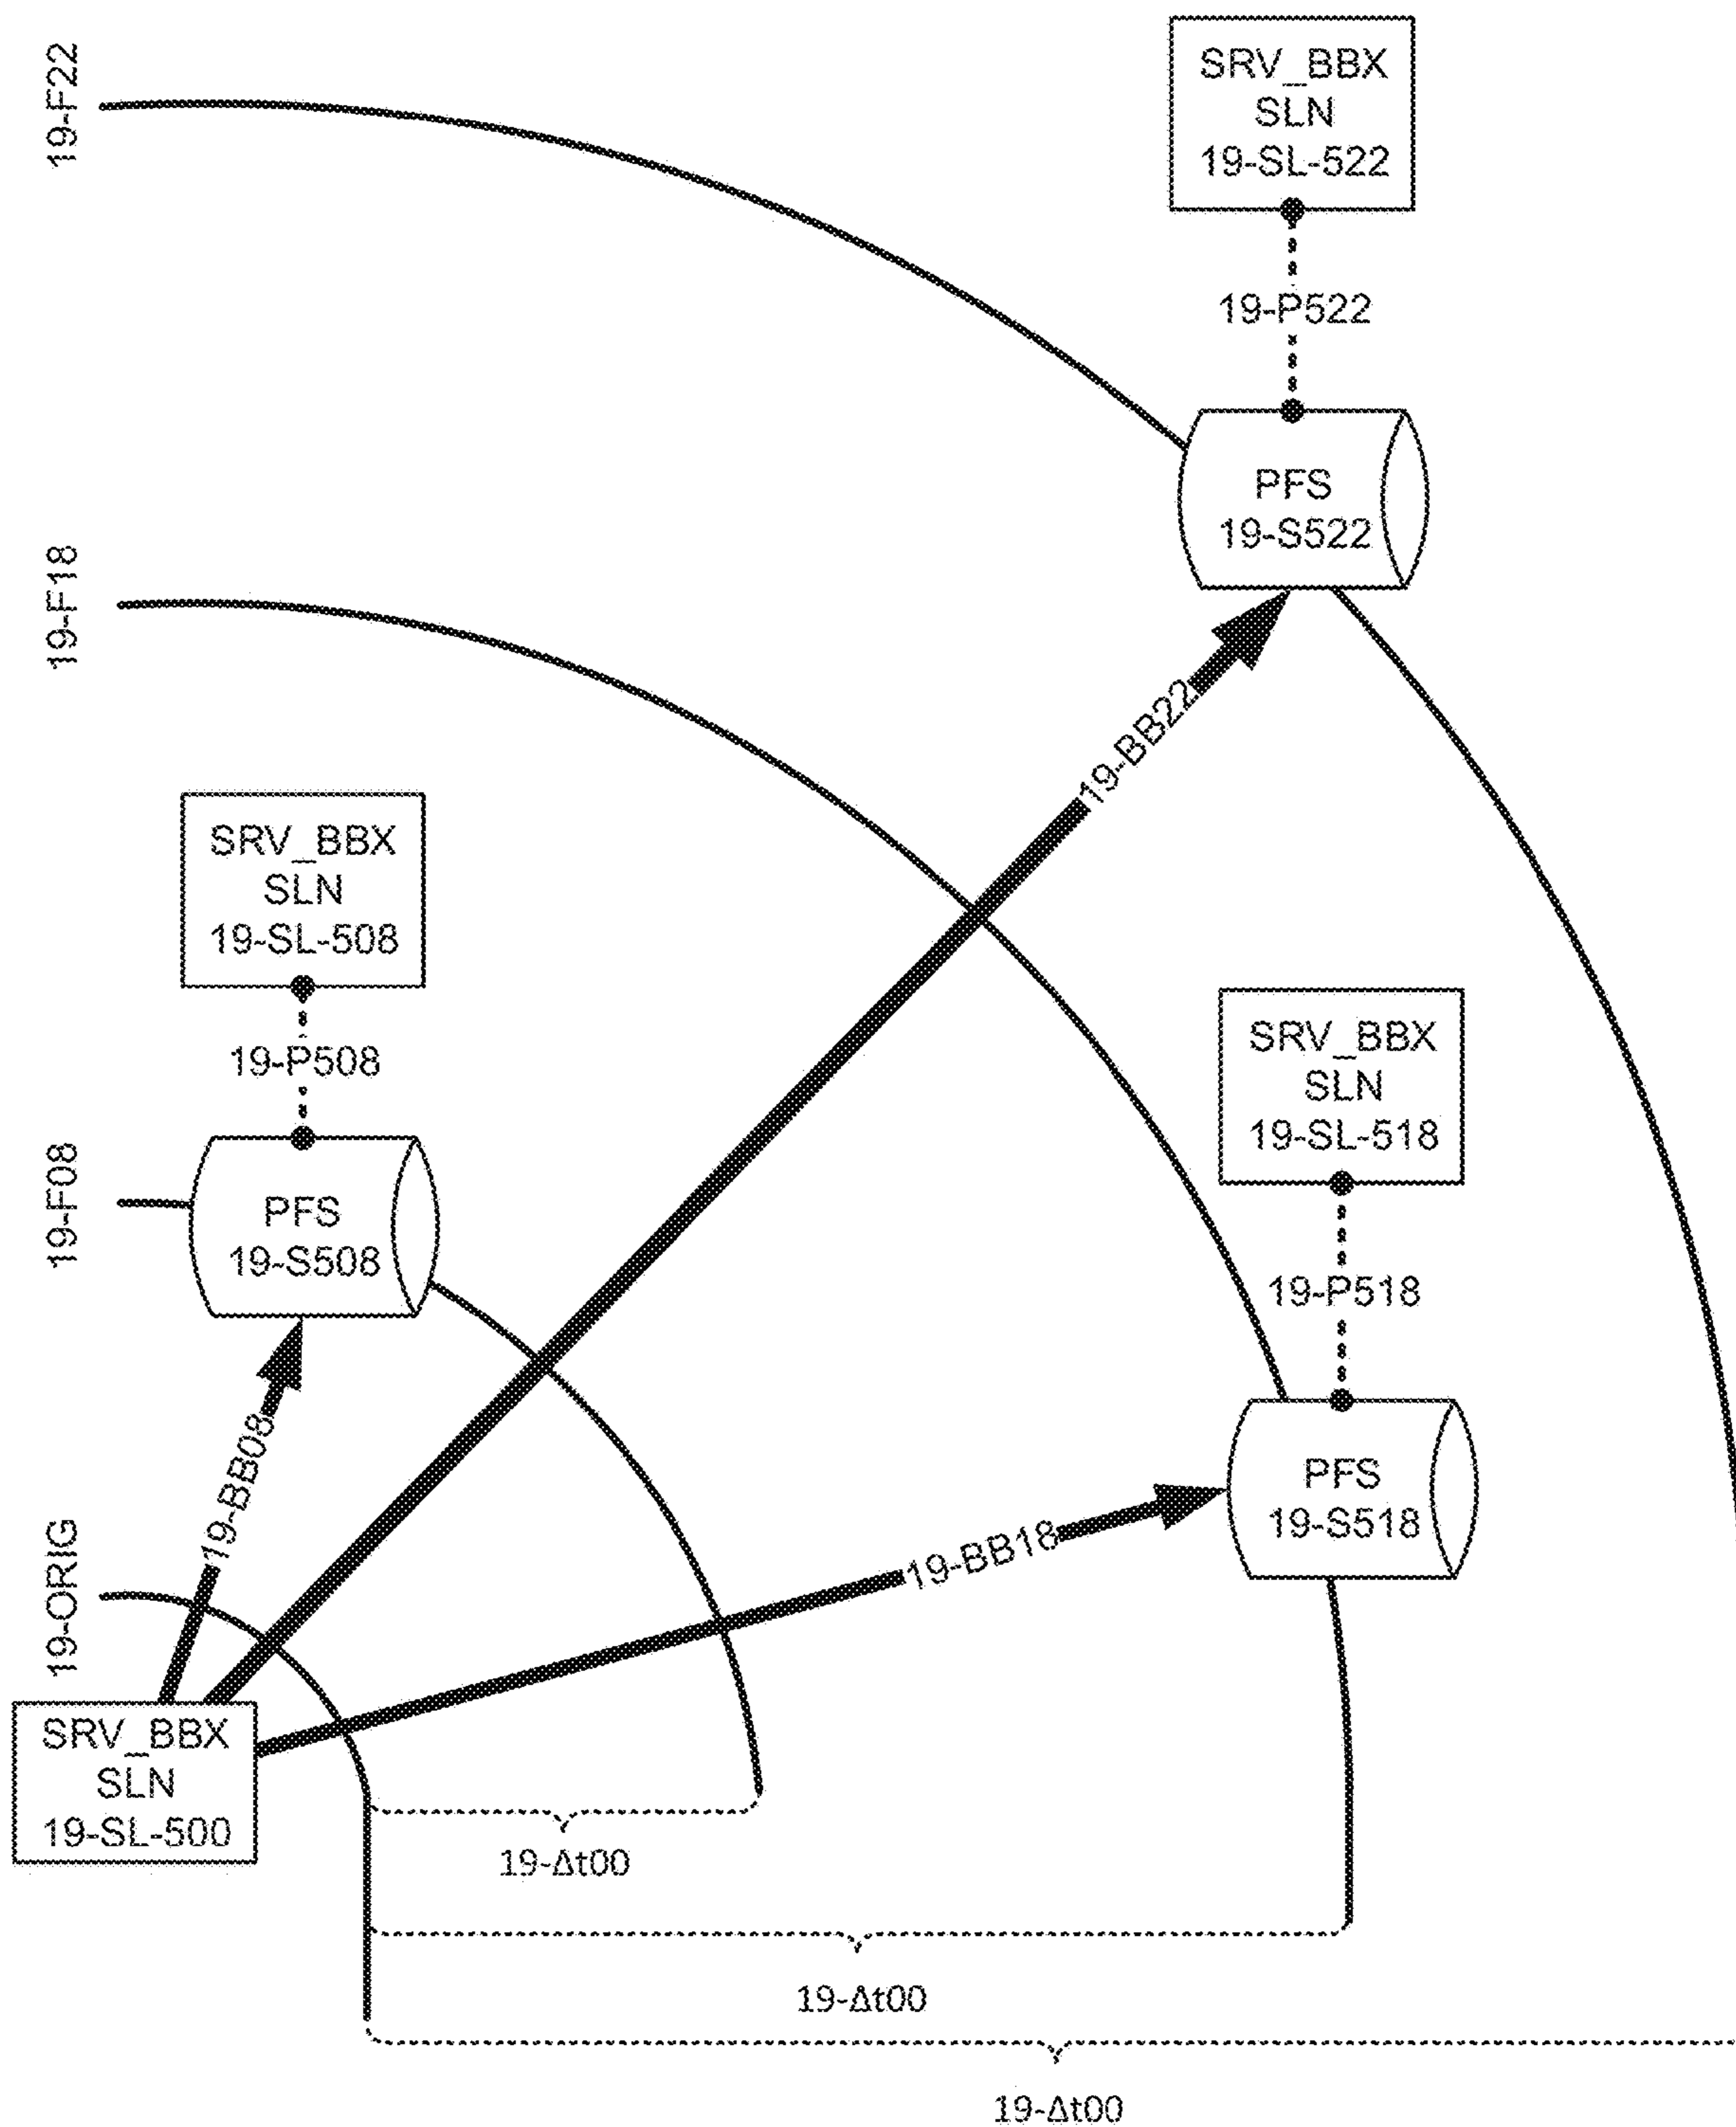 19-F22
SRV_BBX
SLN
19-SL-522
19-P522
PFS
19-S522
19-F18
19-BB22
SRV_BBX
SLN
19-SL-508
19-P508
19-F08
PFS
19-S508
SRV_BBX
SLN
19-SL-518
19-P518
PFS
19-S518
19-BB08
19-BB18
19-ORIG
SRV_BBX
SLN
19-SL-500
19-Δt00
19-Δt00
19-Δt00